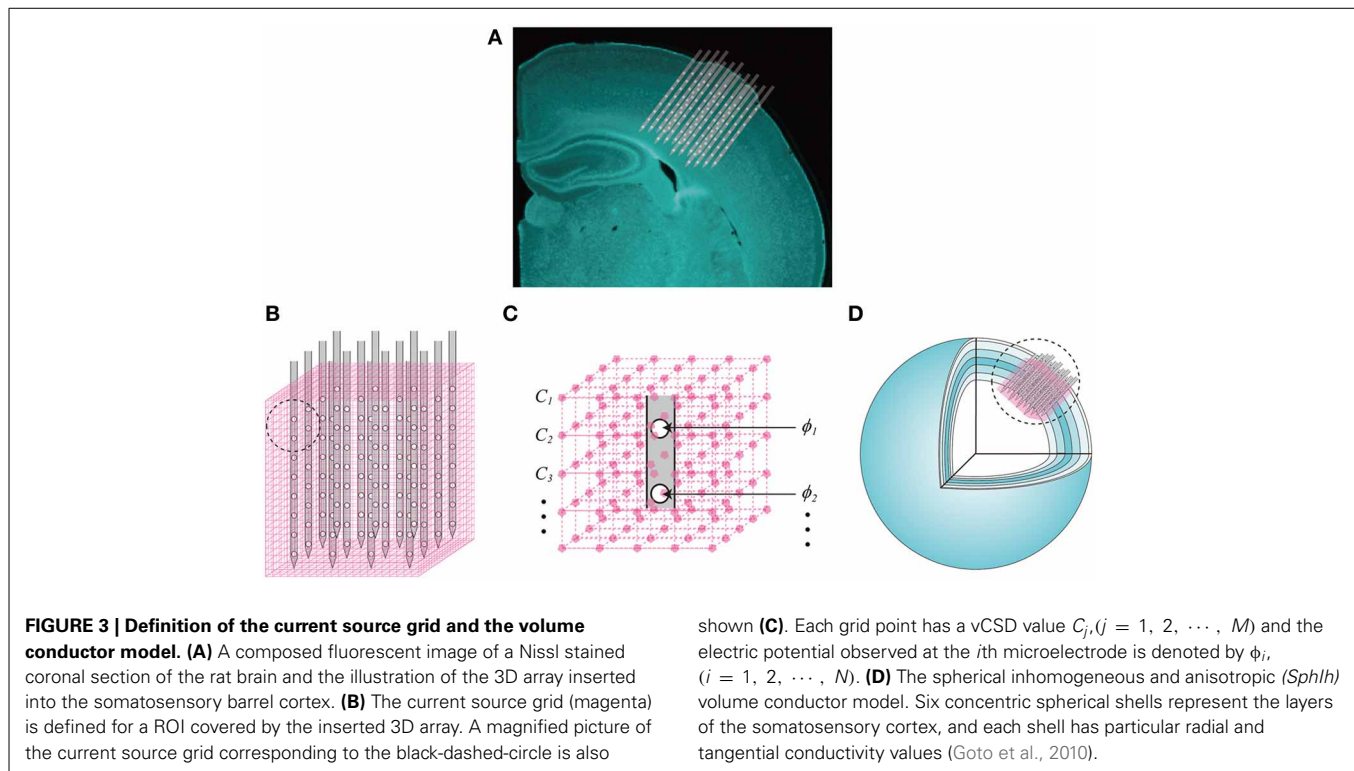 A
B
C
D
C1
C2
C3
ϕ1
ϕ2
FIGURE 3 | Definition of the current source grid and the volume
conductor model. (A) A composed fluorescent image of a Nissl stained
coronal section of the rat brain and the illustration of the 3D array inserted
into the somatosensory barrel cortex. (B) The current source grid (magenta)
is defined for a ROI covered by the inserted 3D array. A magnified picture of
the current source grid corresponding to the black-dashed-circle is also
shown (C). Each grid point has a vCSD value Cj,(j = 1, 2, ··· , M) and the
electric potential observed at the ith microelectrode is denoted by ϕi,
(i = 1, 2, ··· , N). (D) The spherical inhomogeneous and anisotropic (SphIh)
volume conductor model. Six concentric spherical shells represent the layers
of the somatosensory cortex, and each shell has particular radial and
tangential conductivity values (Goto et al., 2010).